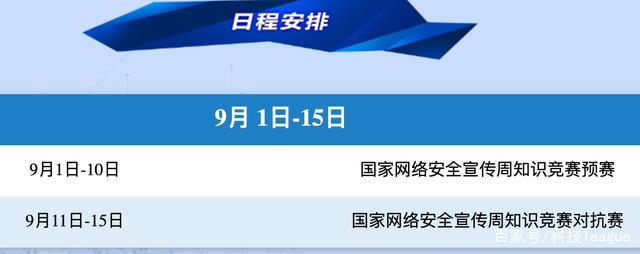 日程安排
9月 1日-15日
9月1日-10日 国家网络安全宣传周知识竞赛预赛
9月11日-15日 国家网络安全宣传周知识竞赛对抗赛
百家号/科技league